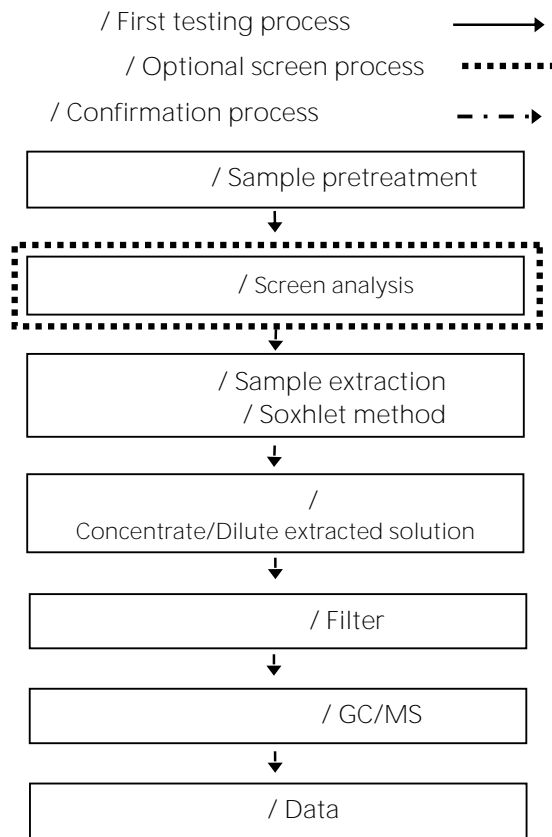 / First testing process
/ Optional screen process
/ Confirmation process
/ Sample pretreatment
/ Screen analysis
/ Sample extraction
/ Soxhlet method
/
Concentrate/Dilute extracted solution
/ Filter
/ GC/MS
/ Data